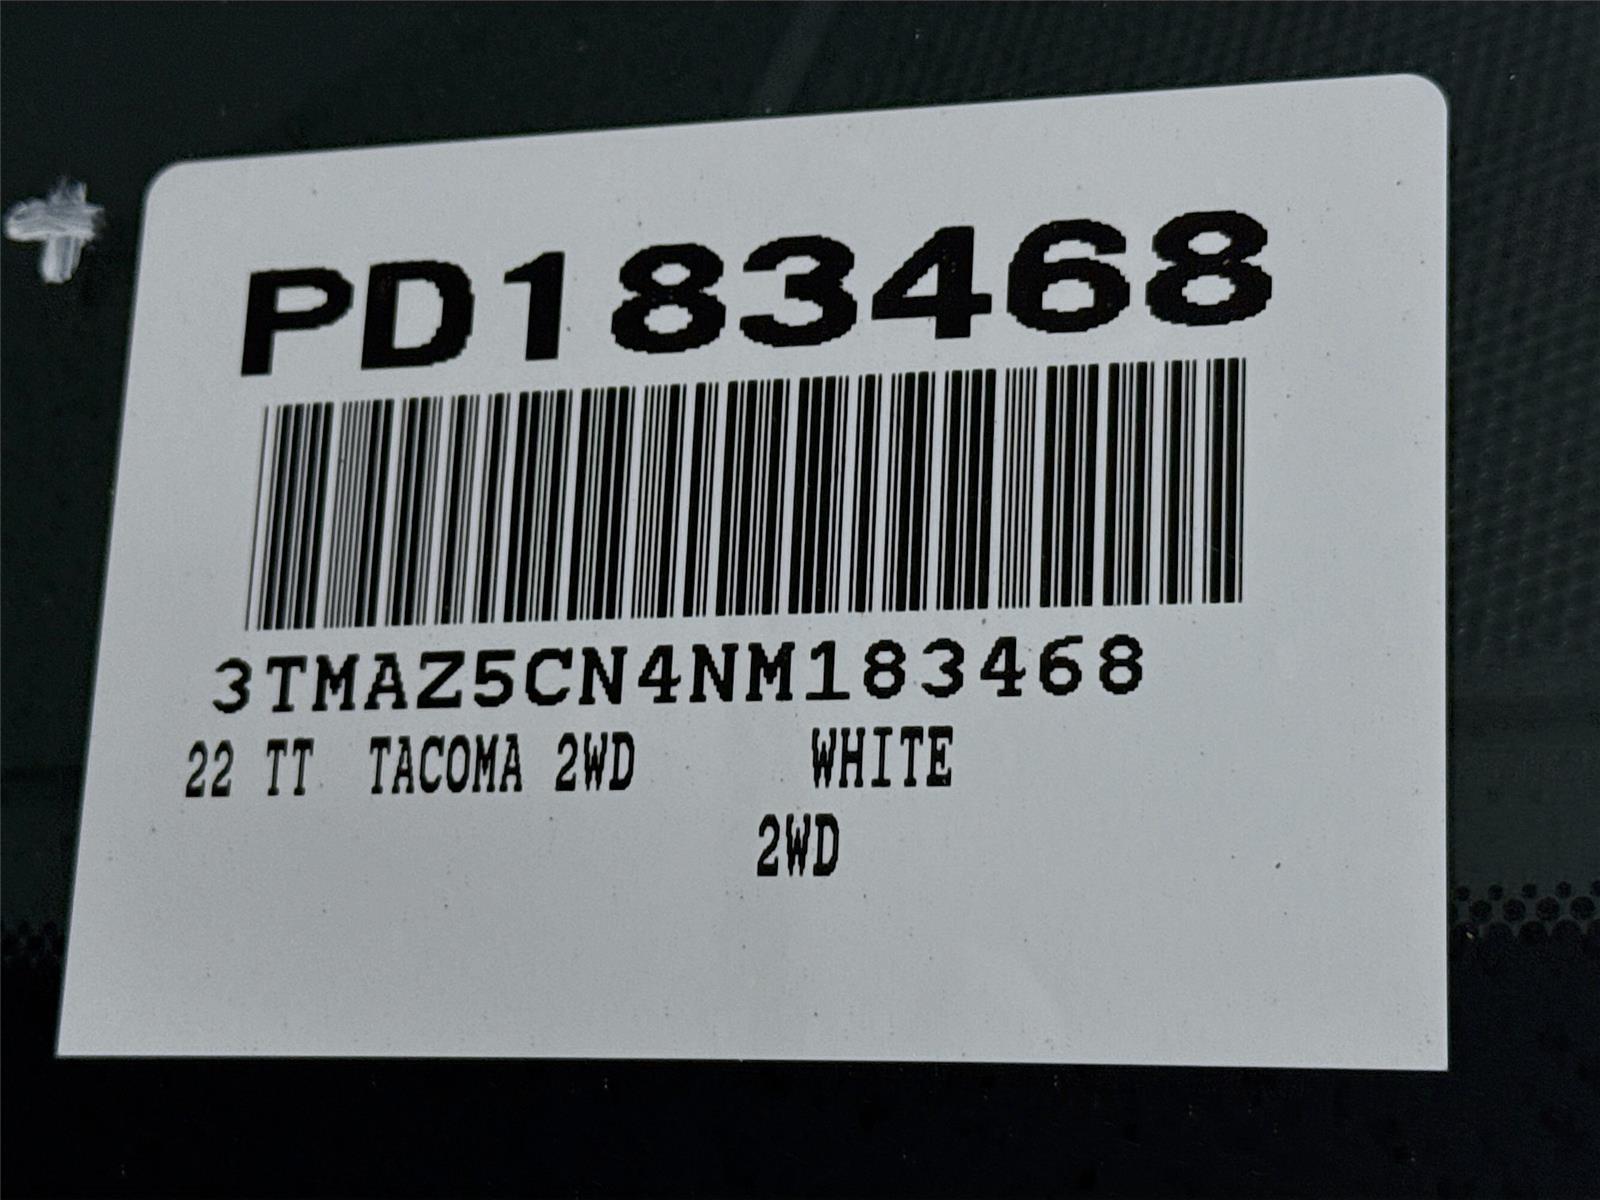 PD183468
3TMAZ5CN4NM183468
22 TT TACOMA 2WD WHITE
2WD